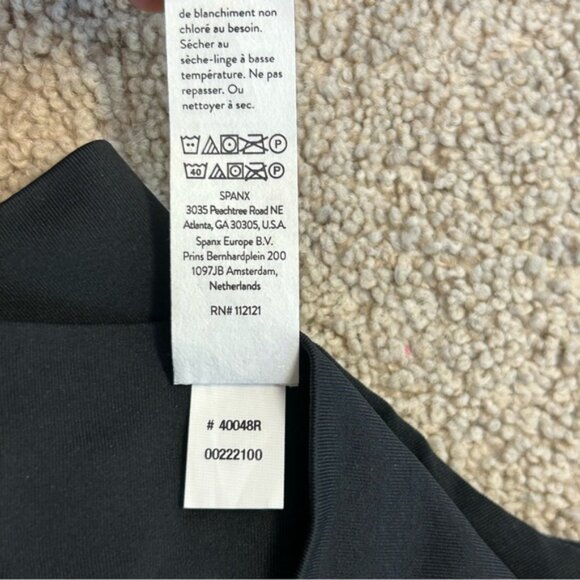 de blanchiment non
chloré au besoin.
Sécher au
sèche-linge à basse
température. Ne pas
repasser. Ou
nettoyer à sec.
P
40 P
SPANX
3035 Peachtree Road NE
Atlanta, GA 30305, U.S.A.
Spanx Europe B.V.
Prins Bernhardplein 200
1097JB Amsterdam,
Netherlands
RN# 112121
# 40048R
00222100